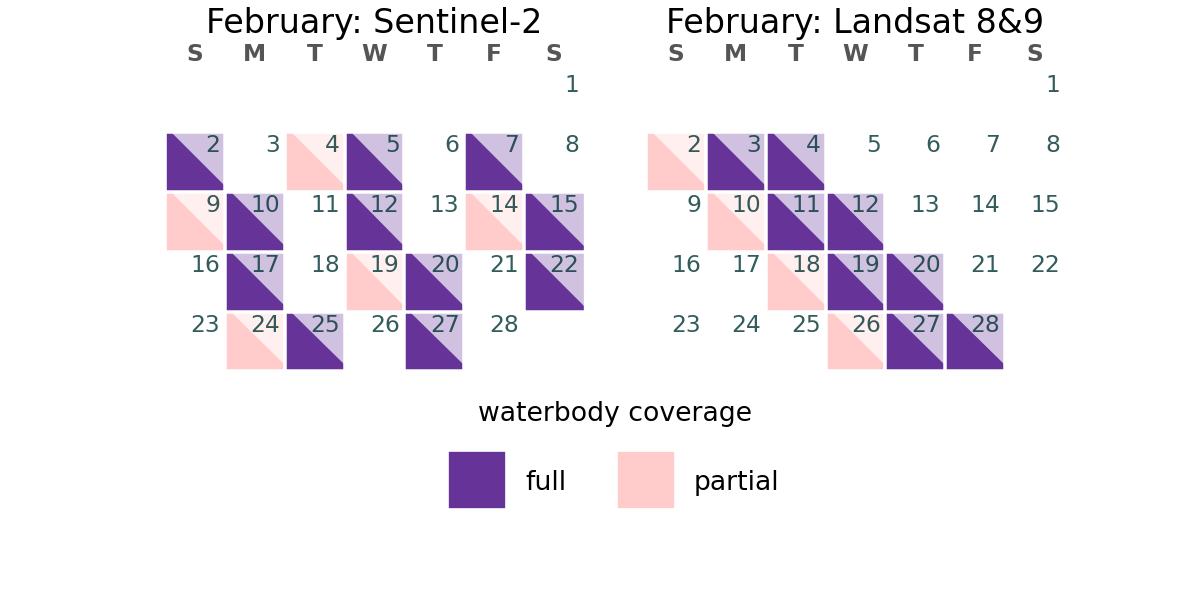 February: Sentinel-2
S M T W T F S
1
2 3 4 5 6 7 8
9 10 11 12 13 14 15
16 17 18 19 20 21 22
23 24 25 26 27 28
February: Landsat 8&9
S M T W T F S
1
2 3 4 5 6 7 8
9 10 11 12 13 14 15
16 17 18 19 20 21 22
23 24 25 26 27 28
waterbody coverage
full
partial